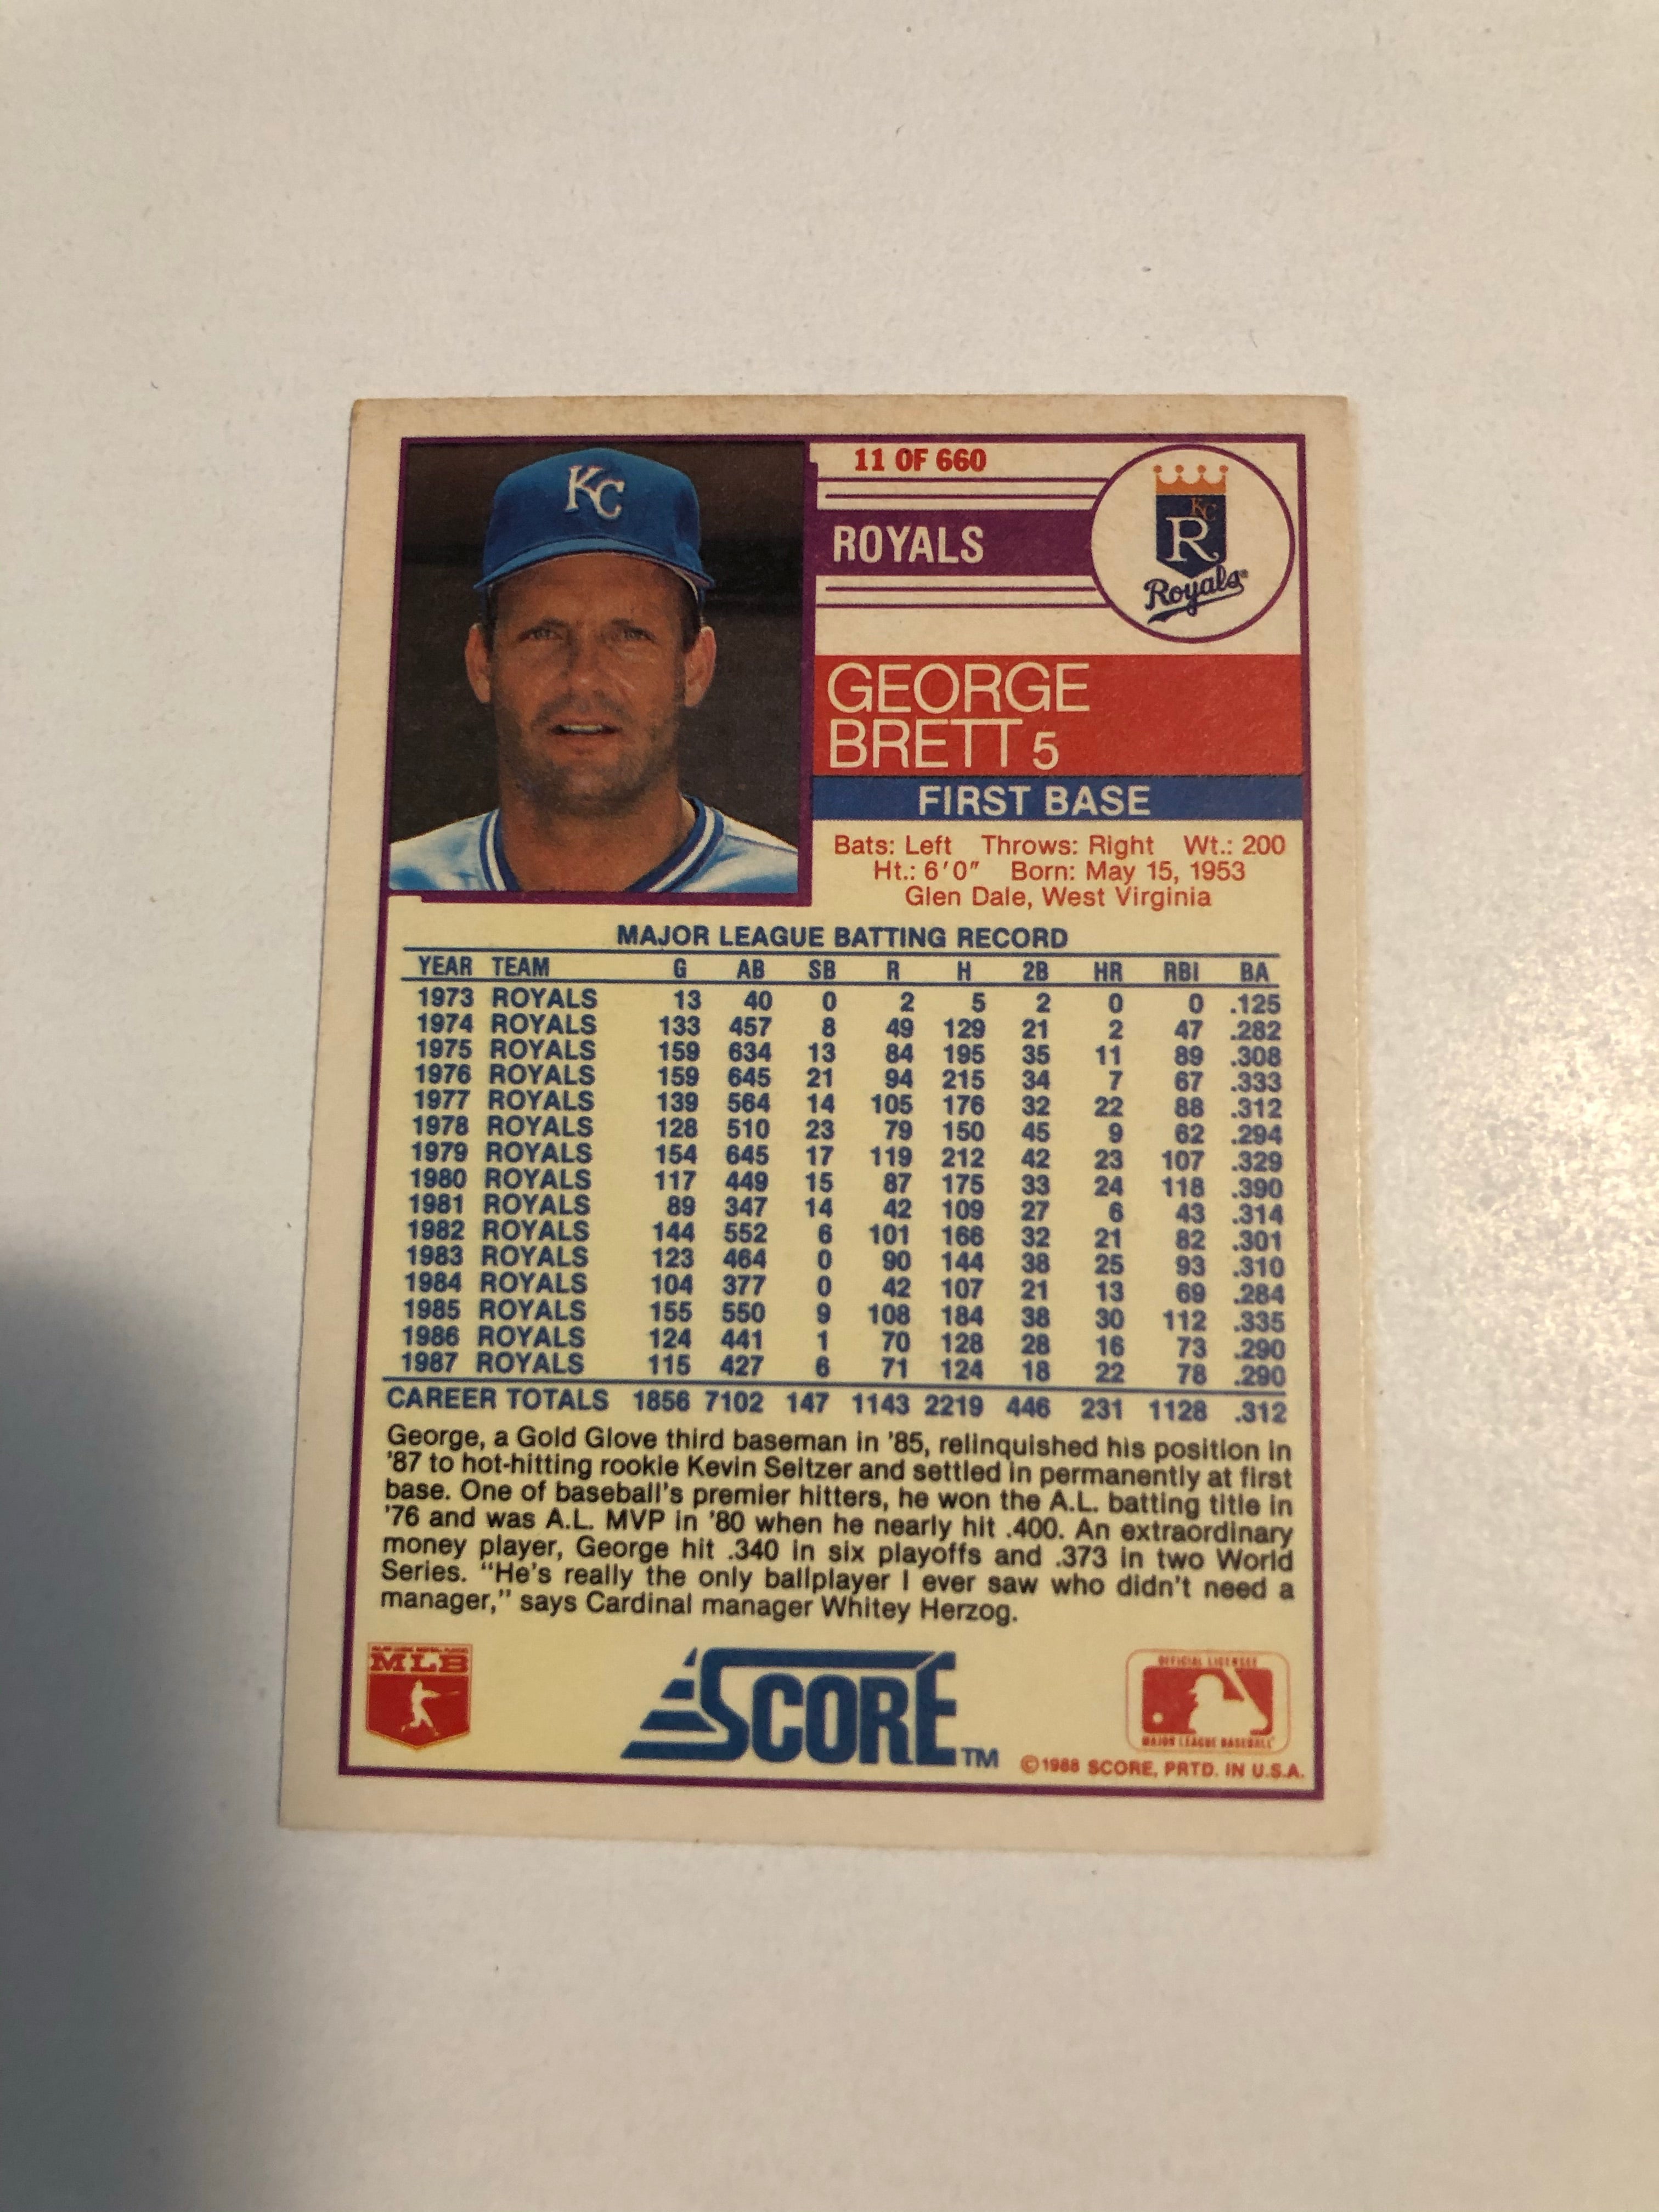 KC
11 OF 660
ROYALS
KC
R
Royals®
GEORGE
BRETT 5
FIRST BASE
Bats: Left Throws: Right Wt.: 200
Ht.: 6'0" Born: May 15, 1953
Glen Dale, West Virginia
MAJOR LEAGUE BATTING RECORD
YEAR TEAM G AB SB R H 2B HR RBI BA
1973 ROYALS 13 40 0 2 5 2 0 0 .125
1974 ROYALS 133 457 8 49 129 21 2 47 .282
1975 ROYALS 159 634 13 84 195 35 11 89 .308
1976 ROYALS 159 645 21 94 215 34 7 67 .333
1977 ROYALS 139 564 14 105 176 32 22 88 .312
1978 ROYALS 128 510 23 79 150 45 9 62 .294
1979 ROYALS 154 645 17 119 212 42 23 107 .329
1980 ROYALS 117 449 15 87 175 33 24 118 .390
1981 ROYALS 89 347 14 42 109 27 6 43 .314
1982 ROYALS 144 552 6 101 166 32 21 82 .301
1983 ROYALS 123 464 0 90 144 38 25 93 .310
1984 ROYALS 104 377 0 42 107 21 13 69 .284
1985 ROYALS 155 550 9 108 184 38 30 112 .335
1986 ROYALS 124 441 1 70 128 28 16 73 .290
1987 ROYALS 115 427 6 71 124 18 22 78 .290
CAREER TOTALS 1856 7102 147 1143 2219 446 231 1128 .312
George, a Gold Glove third baseman in '85, relinquished his position in
'87 to hot-hitting rookie Kevin Seitzer and settled in permanently at first
base. One of baseball's premier hitters, he won the A.L. batting title in
'76 and was A.L. MVP in '80 when he nearly hit .400. An extraordinary
money player, George hit .340 in six playoffs and .373 in two World
Series. "He's really the only ballplayer I ever saw who didn't need a
manager," says Cardinal manager Whitey Herzog.
MLB
SCORE TM
OFFICIAL LICENSEE
MAJOR LEAGUE BASEBALL
©1988 SCORE, PRTD. IN U.S.A.